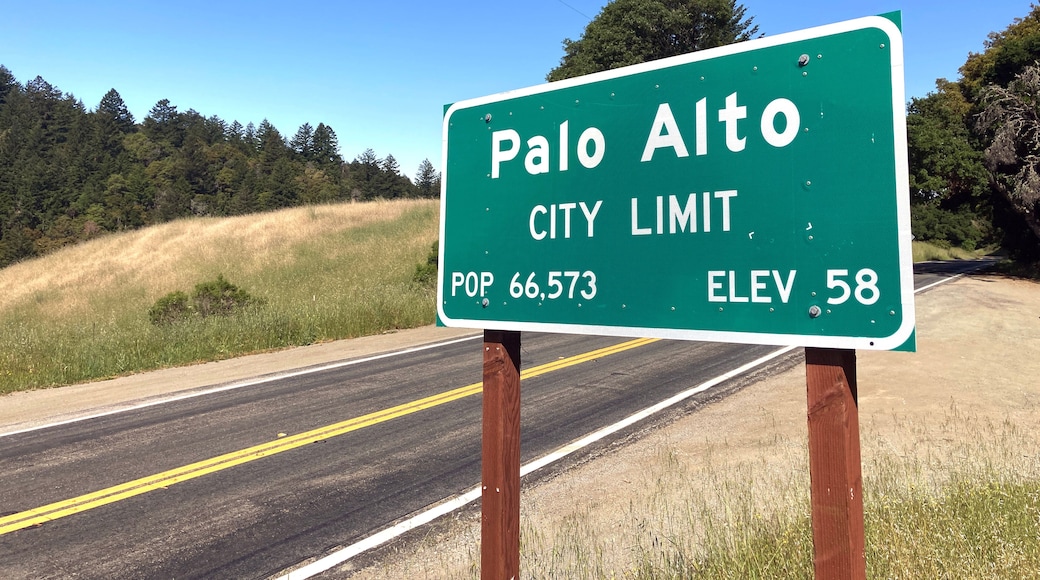 Palo Alto
CITY LIMIT
POP 66,573 ELEV 58